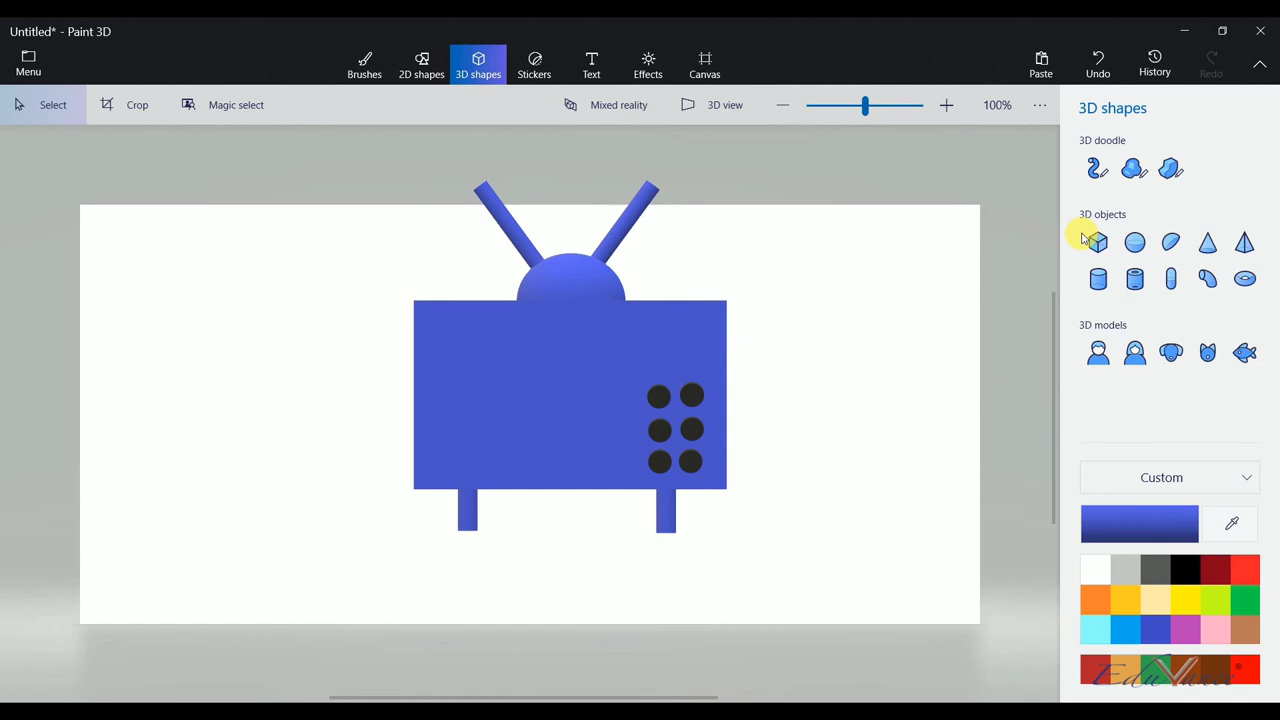 Untitled* - Paint 3D
Menu
Brushes
2D shapes
3D shapes
Stickers
Text
Effects
Canvas
Paste
Undo
History
Redo
Select
Crop
Magic select
Mixed reality
3D view
100%
3D shapes
3D doodle
3D objects
3D models
Custom
EduVance®